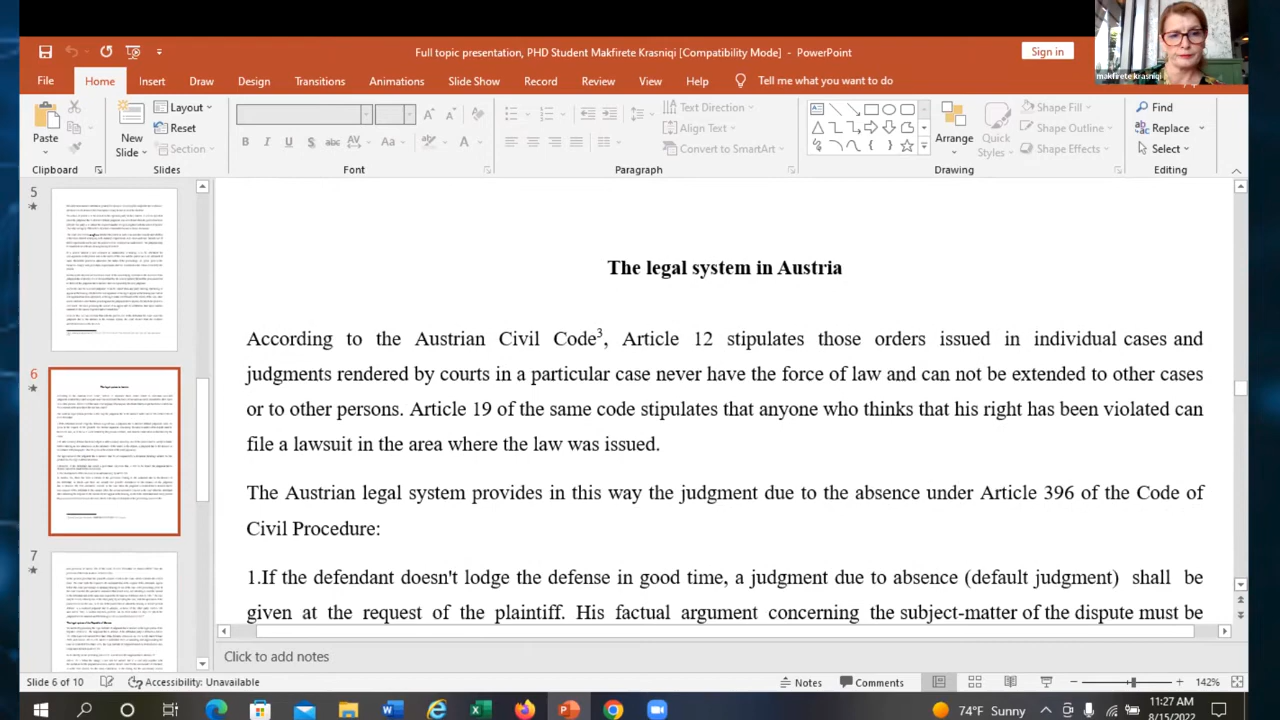 makfirete krasniqi
Full topic presentation, PHD Student Makfirete Krasniqi [Compatibility Mode] - PowerPoint
Sign in
File Home Insert Draw Design Transitions Animations Slide Show Record Review View Help Tell me what you want to do
Paste
Clipboard
New Slide
Layout
Reset
Section
Slides
B I U S abc AV Aa A
Font
Text Direction
Align Text
Convert to SmartArt
Paragraph
Arrange
Quick Styles
Shape Fill
Shape Outline
Shape Effects
Drawing
Find
Replace
Select
Editing
5
6
7
The legal system in Austria
According to the Austrian Civil Code3, Article 12 stipulates those orders issued in individual cases and
judgments rendered by courts in a particular case never have the force of law and can not be extended to other cases
or to other persons. Article 19 of the same code stipulates that anyone who thinks that his right has been violated can
file a lawsuit in the area where the law was issued.
The Austrian legal system provides in this way the judgment due to the absence under Article 396 of the Code of
Civil Procedure:
1.If the defendant doesn't lodge a defense in good time, a judgment due to absence (default judgment) shall be
given at the request of the plaintiff. His factual argument concerning the subject matter of the dispute must be
Click to add notes
Slide 6 of 10 Accessibility: Unavailable Notes Comments 142%
74°F Sunny
11:27 AM
8/15/2022